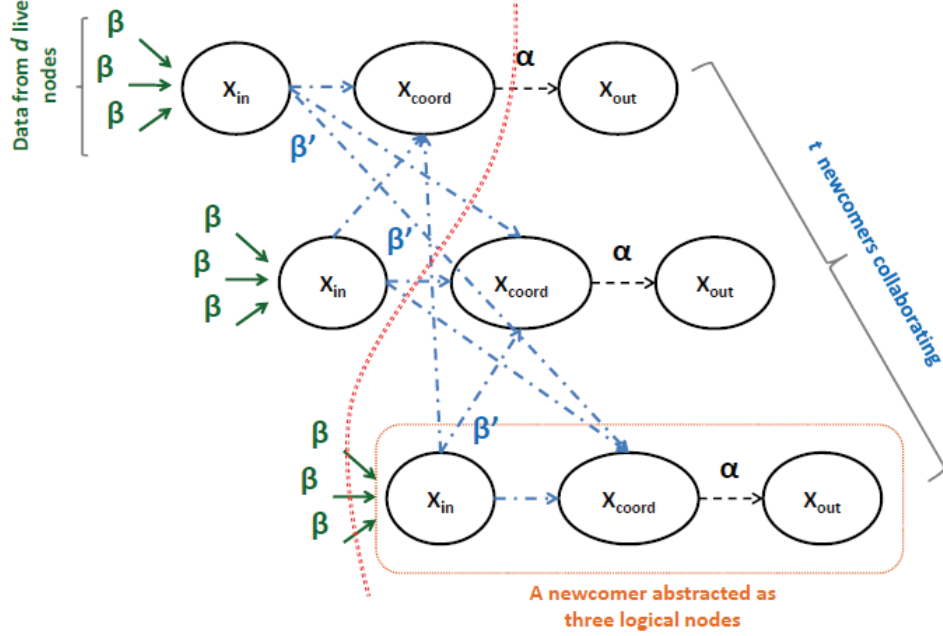 Data from d live
nodes
β
β
β
X_in
X_coord
α
X_out
β'
β
β
β
X_in
β'
X_coord
α
X_out
t newcomers collaborating
β
β
β
X_in
β'
X_coord
α
X_out
A newcomer abstracted as
three logical nodes